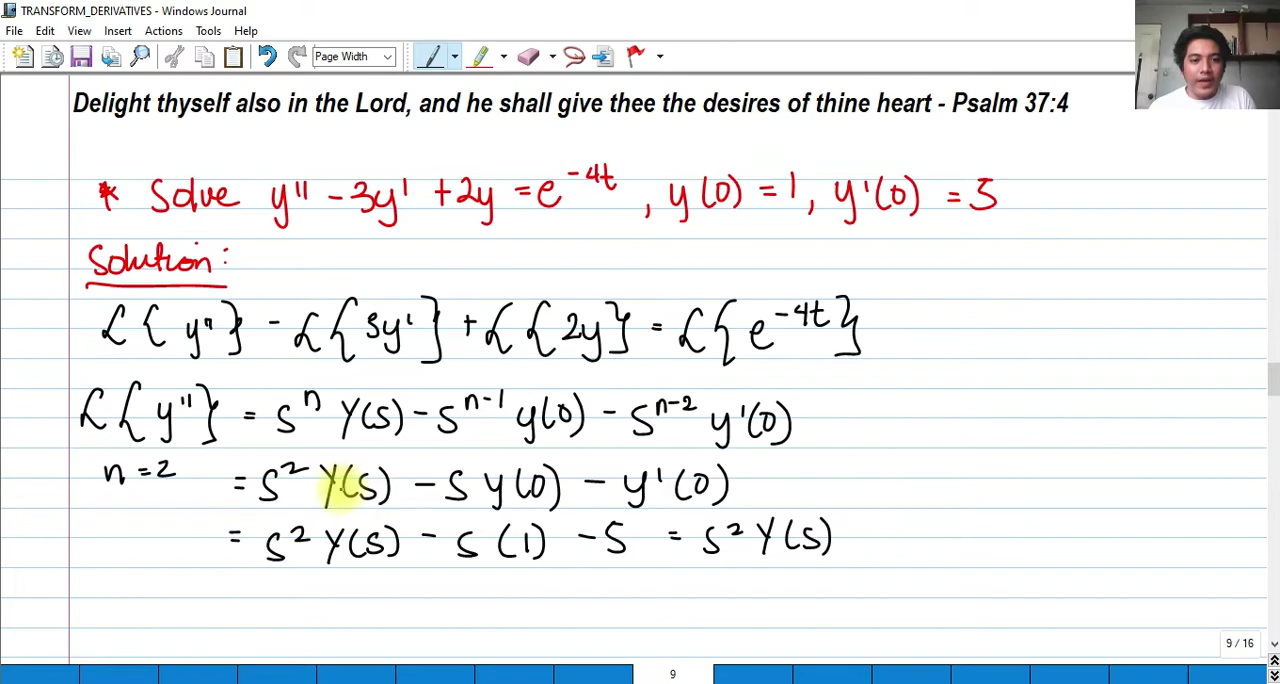 TRANSFORM_DERIVATIVES - Windows Journal
File Edit View Insert Actions Tools Help
Page Width
Delight thyself also in the Lord, and he shall give thee the desires of thine heart - Psalm 37:4
* Solve y'' - 3y' + 2y = e^{-4t}, y(0) = 1, y'(0) = 5
Solution:
ℒ{y''} - ℒ{3y'} + ℒ{2y} = ℒ{e^{-4t}}
ℒ{y''} = s^n Y(s) - s^{n-1} y(0) - s^{n-2} y'(0)
n = 2 = s^2 Y(s) - s y(0) - y'(0)
= s^2 Y(s) - s(1) - 5 = s^2 Y(s)
9 / 16
9